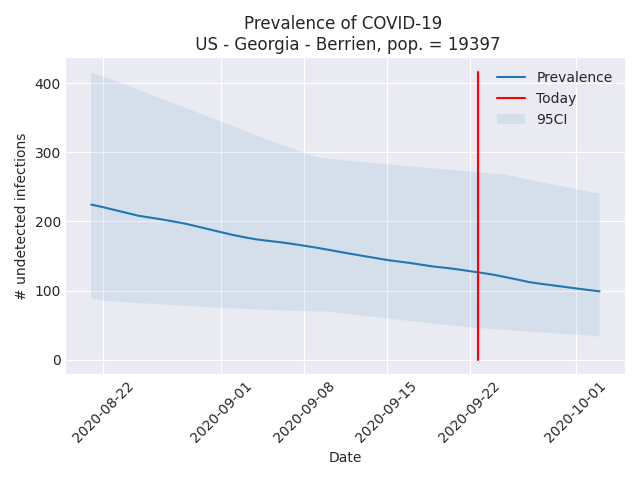 Prevalence of COVID-19
US - Georgia - Berrien, pop. = 19397
Prevalence
Today
95CI
# undetected infections
400
300
200
100
0
2020-08-22
2020-09-01
2020-09-08
2020-09-15
2020-09-22
2020-10-01
Date